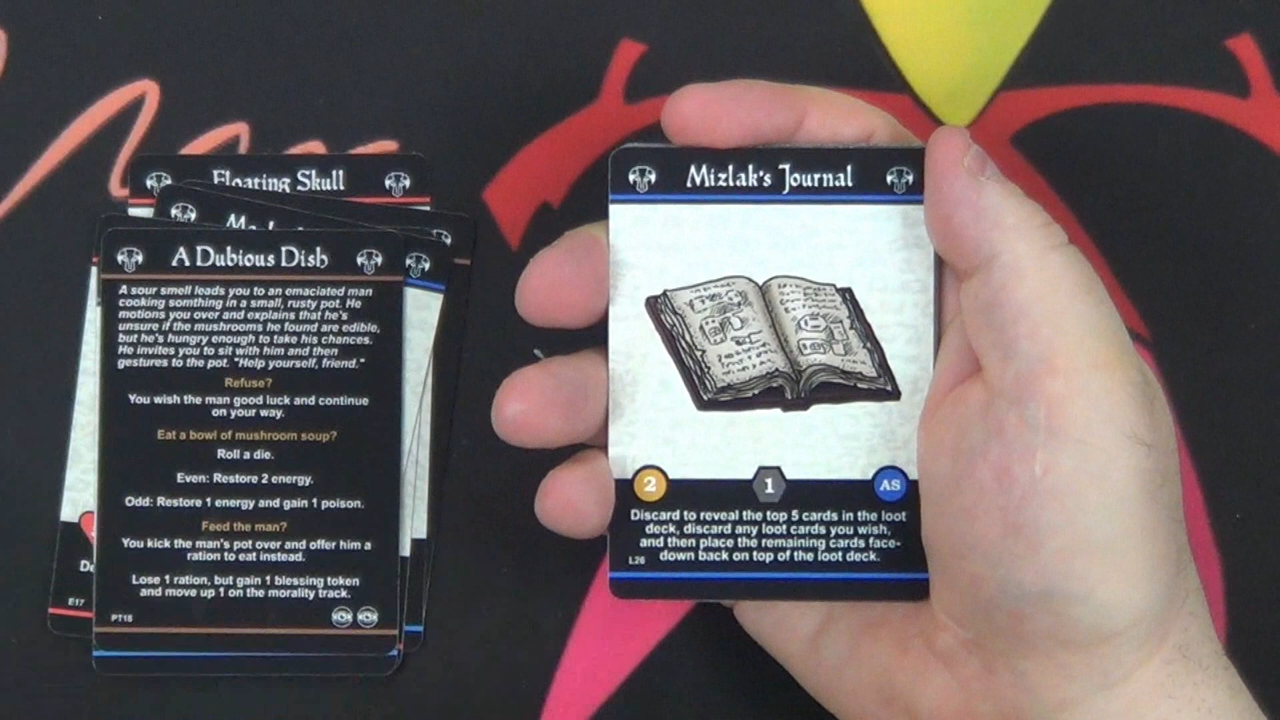 Floating Skull
A Dubious Dish
A sour smell leads you to an emaciated man
cooking somthing in a small, rusty pot. He
motions you over and explains that he's
unsure if the mushrooms he found are edible,
but he's hungry enough to take his chances.
He invites you to sit with him and then
gestures to the pot. "Help yourself, friend."
Refuse?
You wish the man good luck and continue
on your way.
Eat a bowl of mushroom soup?
Roll a die.
Even: Restore 2 energy.
Odd: Restore 1 energy and gain 1 poison.
Feed the man?
You kick the man's pot over and offer him a
ration to eat instead.
Lose 1 ration, but gain 1 blessing token
and move up 1 on the morality track.
PT18
De
E17
Mizlak's Journal
2
1
AS
Discard to reveal the top 5 cards in the loot
deck, discard any loot cards you wish,
and then place the remaining cards face-
down back on top of the loot deck.
L26